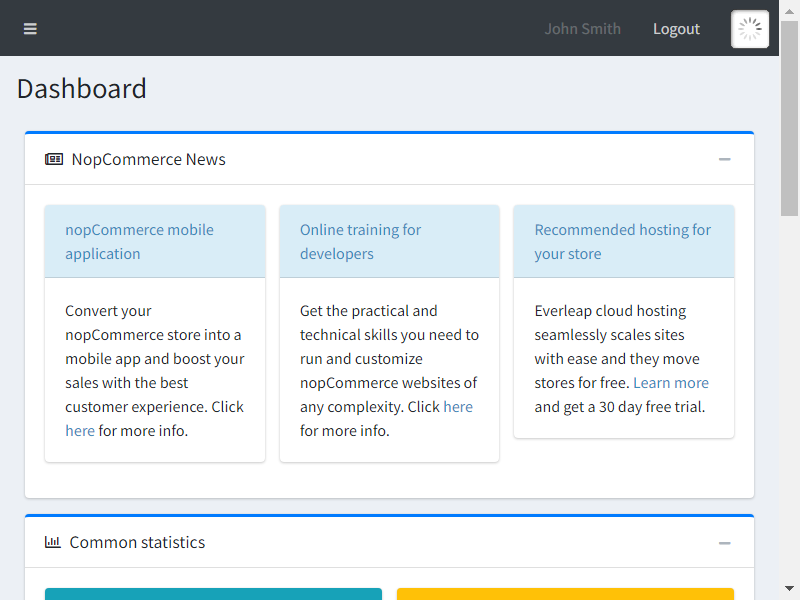 John Smith Logout
Dashboard
NopCommerce News
nopCommerce mobile
application
Convert your
nopCommerce store into a
mobile app and boost your
sales with the best
customer experience. Click
here for more info.
Online training for
developers
Get the practical and
technical skills you need to
run and customize
nopCommerce websites of
any complexity. Click here
for more info.
Recommended hosting for
your store
Everleap cloud hosting
seamlessly scales sites
with ease and they move
stores for free. Learn more
and get a 30 day free trial.
Common statistics